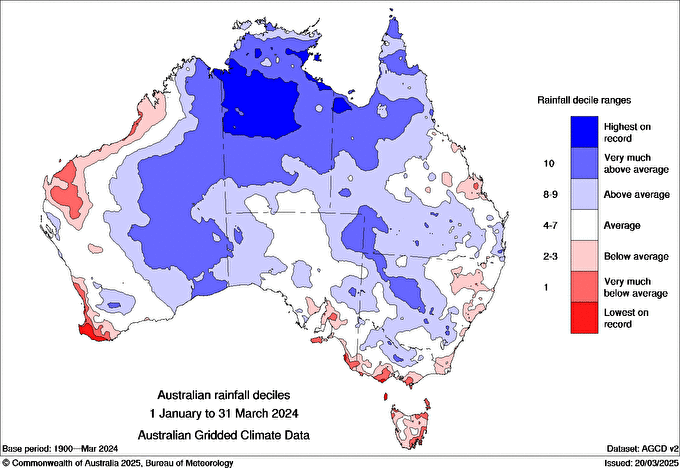 Rainfall decile ranges
Highest on
record
10
Very much
above average
8-9
Above average
4-7
Average
2-3
Below average
1
Very much
below average
Lowest on
record
Australian rainfall deciles
1 January to 31 March 2024
Australian Gridded Climate Data
Base period: 1900—Mar 2024
Dataset: AGCD v2
© Commonwealth of Australia 2025, Bureau of Meteorology
Issued: 20/03/2025